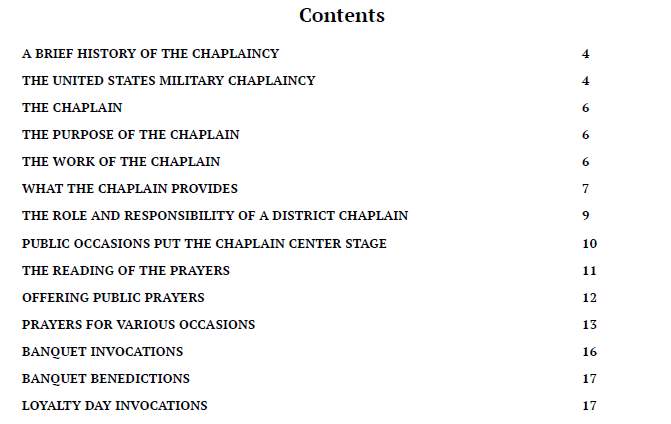 Contents
A BRIEF HISTORY OF THE CHAPLAINCY 4
THE UNITED STATES MILITARY CHAPLAINCY 4
THE CHAPLAIN 6
THE PURPOSE OF THE CHAPLAIN 6
THE WORK OF THE CHAPLAIN 6
WHAT THE CHAPLAIN PROVIDES 7
THE ROLE AND RESPONSIBILITY OF A DISTRICT CHAPLAIN 9
PUBLIC OCCASIONS PUT THE CHAPLAIN CENTER STAGE 10
THE READING OF THE PRAYERS 11
OFFERING PUBLIC PRAYERS 12
PRAYERS FOR VARIOUS OCCASIONS 13
BANQUET INVOCATIONS 16
BANQUET BENEDICTIONS 17
LOYALTY DAY INVOCATIONS 17